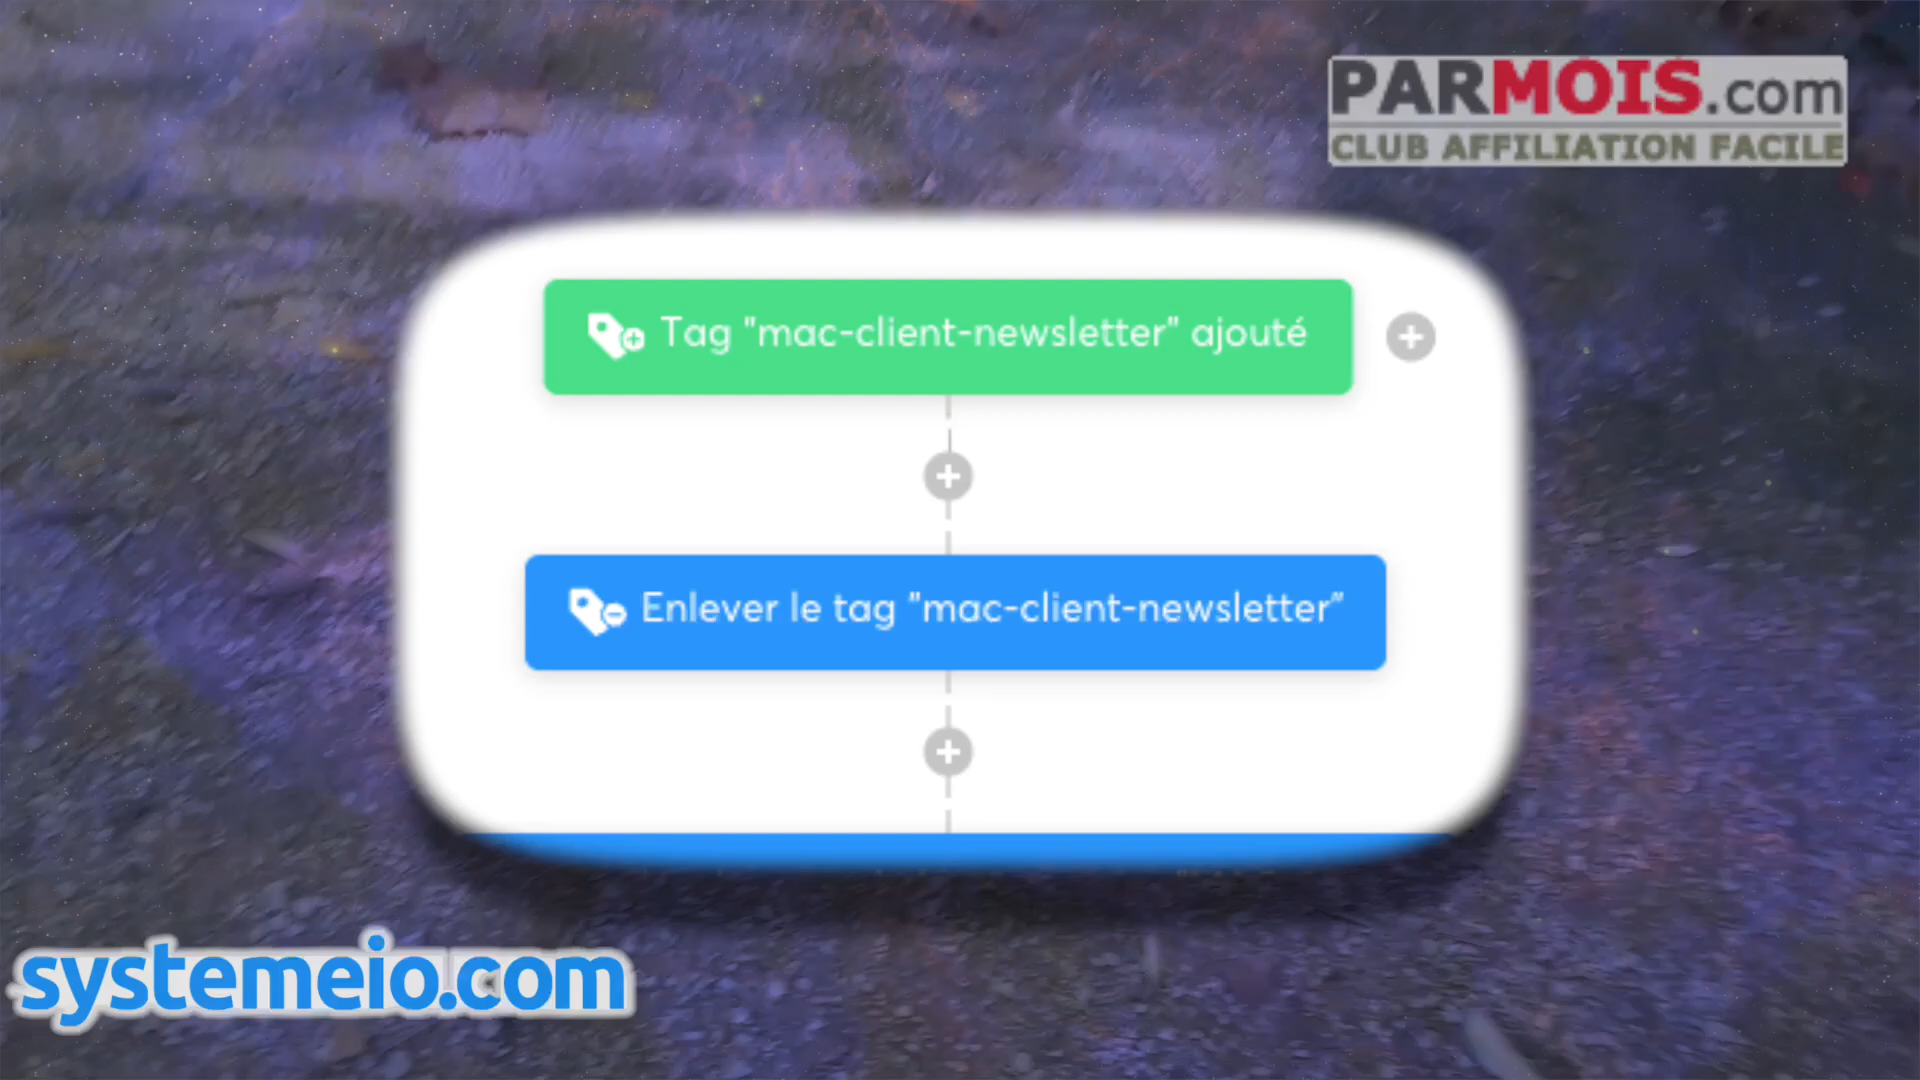 PARMOIS.com
CLUB AFFILIATION FACILE
Tag "mac-client-newsletter" ajouté
Enlever le tag "mac-client-newsletter"
systemeio.com